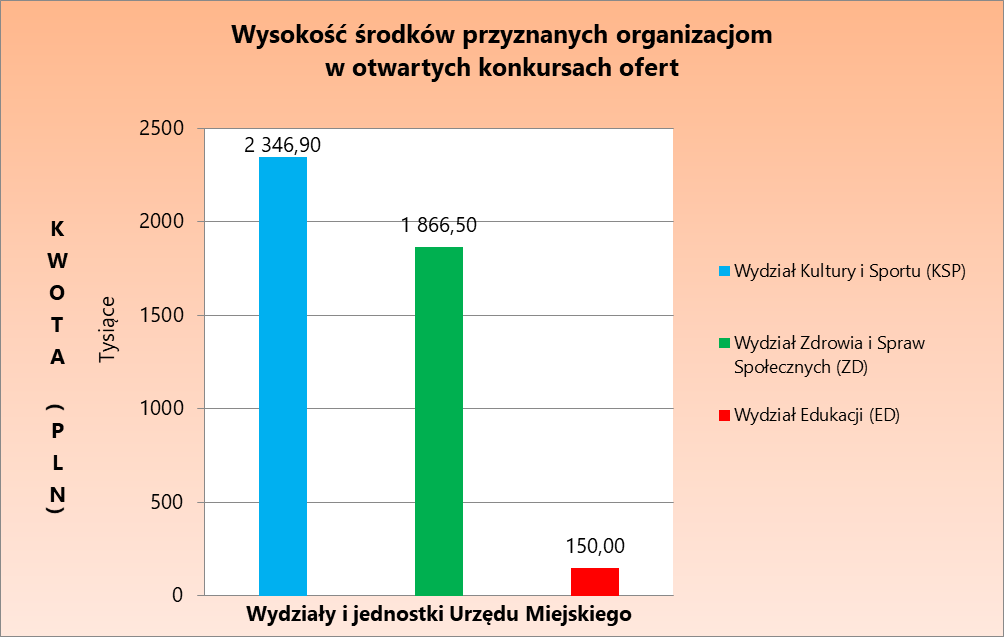 Wysokość środków przyznanych organizacjom
w otwartych konkursach ofert
KWOTA (PLN)
Tysiące
2500
2000
1500
1000
500
0
2 346,90
1 866,50
150,00
Wydziały i jednostki Urzędu Miejskiego
Wydział Kultury i Sportu (KSP)
Wydział Zdrowia i Spraw
Społecznych (ZD)
Wydział Edukacji (ED)